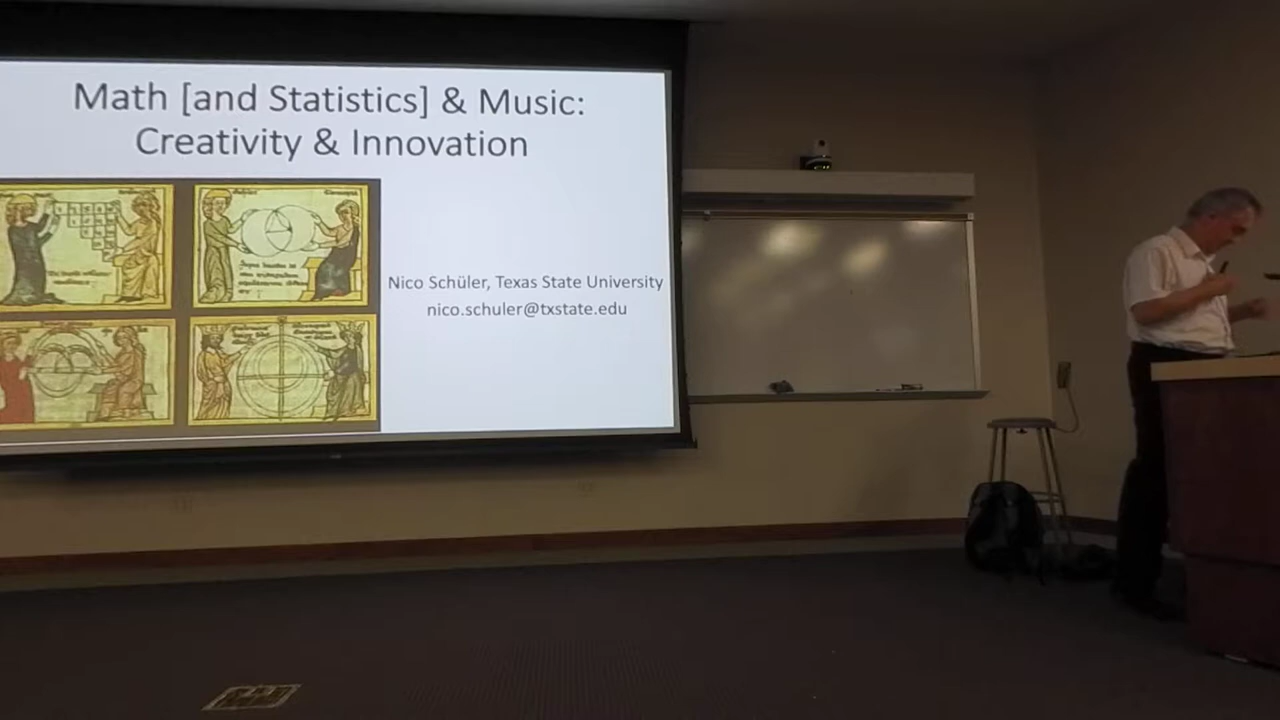 Math [and Statistics] & Music:
Creativity & Innovation
Nico Schüler, Texas State University
nico.schuler@txstate.edu